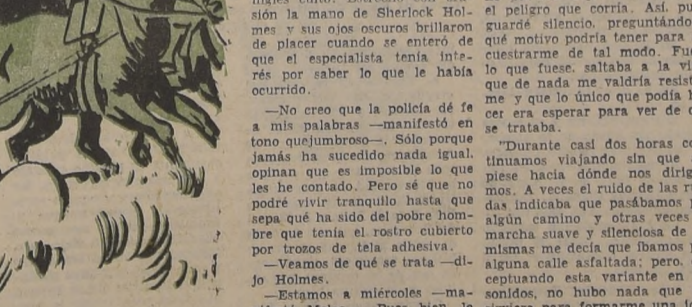 sión la mano de Sherlock Hol-
mes y sus ojos oscuros brillaron
de placer cuando se enteró de
que el especialista tenía inte-
rés por saber lo que le había
ocurrido.
—No creo que la policía dé fe
a mis palabras —manifestó en
tono quejumbroso—. Sólo porque
jamás ha sucedido nada igual,
opinan que es imposible lo que
les he contado. Pero sé que no
podré vivir tranquilo hasta que
sepa qué ha sido del pobre hom-
bre que tenía el rostro cubierto
por trozos de tela adhesiva.
—Veamos de qué se trata —di-
jo Holmes.
—Estamos a miércoles —ma-
el peligro que corría. Así, pu
guardé silencio, preguntándo
qué motivo podría tener para
cuestrarme de tal modo. Fu
lo que fuese, saltaba a la vi
que de nada me valdría resist
me y que lo único que podía h
cer era esperar para ver de
se trataba.
"Durante casi dos horas co
tinuamos viajando sin que
piese hacia dónde nos dirig
mos. A veces el ruido de las r
das indicaba que pasábamos
algún camino y otras veces
marcha suave y silenciosa de
mismas me decía que íbamos
alguna calle asfaltada; pero,
ceptuando esta variante en
sonidos, no hubo nada que